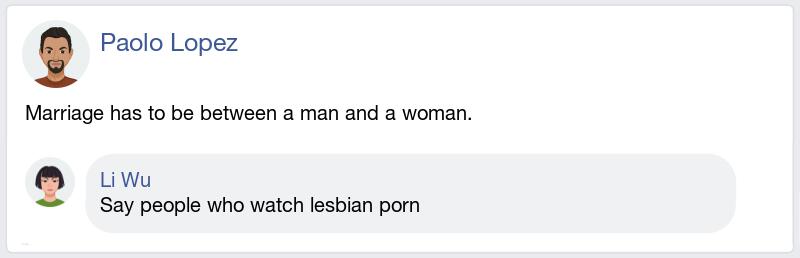 Paolo Lopez
Marriage has to be between a man and a woman.
Li Wu
Say people who watch lesbian porn